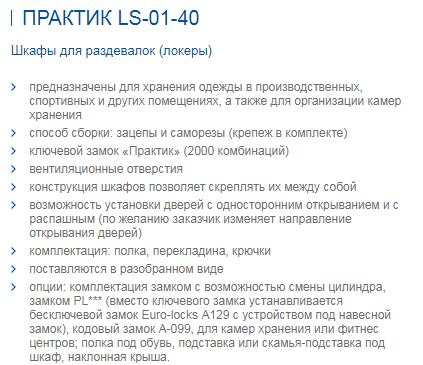 ПРАКТИК LS-01-40
Шкафы для раздевалок (локеры)
предназначены для хранения одежды в производственных,
спортивных и других помещениях, а также для организации камер
хранения
способ сборки: зацепы и саморезы (крепеж в комплекте)
ключевой замок «Практик» (2000 комбинаций)
вентиляционные отверстия
конструкция шкафов позволяет скреплять их между собой
возможность установки дверей с односторонним открыванием и с
распашным (по желанию заказчик изменяет направление
открывания дверей)
комплектация: полка, перекладина, крючки
поставляются в разобранном виде
опции: комплектация замком с возможностью смены цилиндра,
замком PL*** (вместо ключевого замка устанавливается
бесключевой замок Euro-locks A129 с устройством под навесной
замок), кодовый замок А-099, для камер хранения или фитнес
центров; полка под обувь, подставка или скамья-подставка под
шкаф, наклонная крыша.